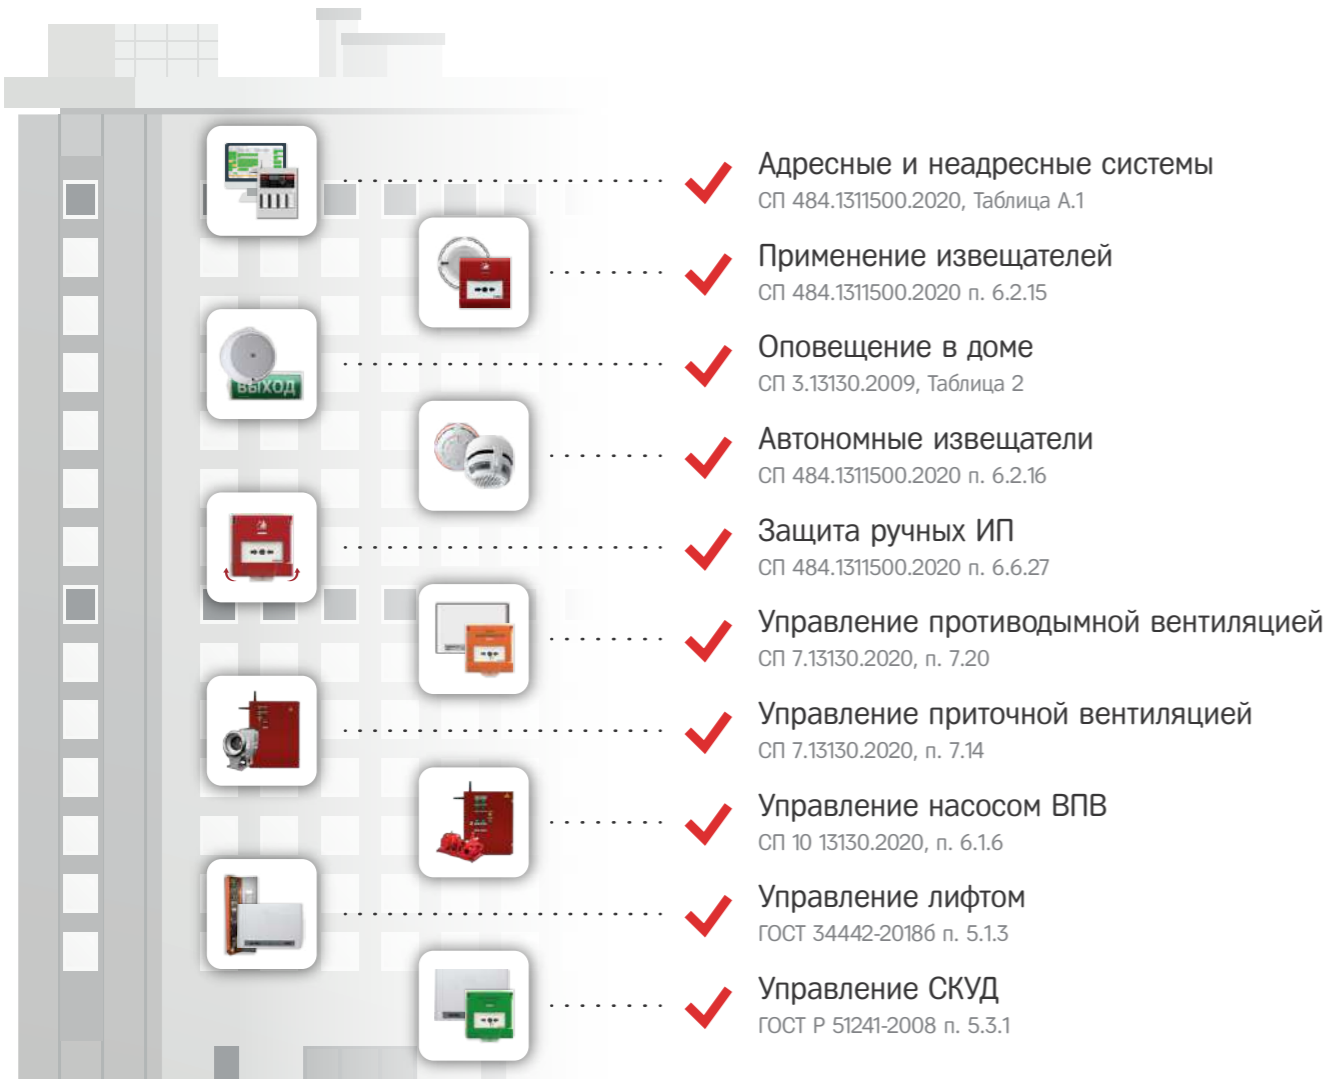 Адресные и неадресные системы
СП 484.1311500.2020, Таблица А.1
Применение извещателей
СП 484.1311500.2020 п. 6.2.15
ВЫХОД
Оповещение в доме
СП 3.13130.2009, Таблица 2
Автономные извещатели
СП 484.1311500.2020 п. 6.2.16
Защита ручных ИП
СП 484.1311500.2020 п. 6.6.27
Управление противодымной вентиляцией
СП 7.13130.2020, п. 7.20
Управление приточной вентиляцией
СП 7.13130.2020, п. 7.14
Управление насосом ВПВ
СП 10 13130.2020, п. 6.1.6
Управление лифтом
ГОСТ 34442-2018б п. 5.1.3
Управление СКУД
ГОСТ Р 51241-2008 п. 5.3.1